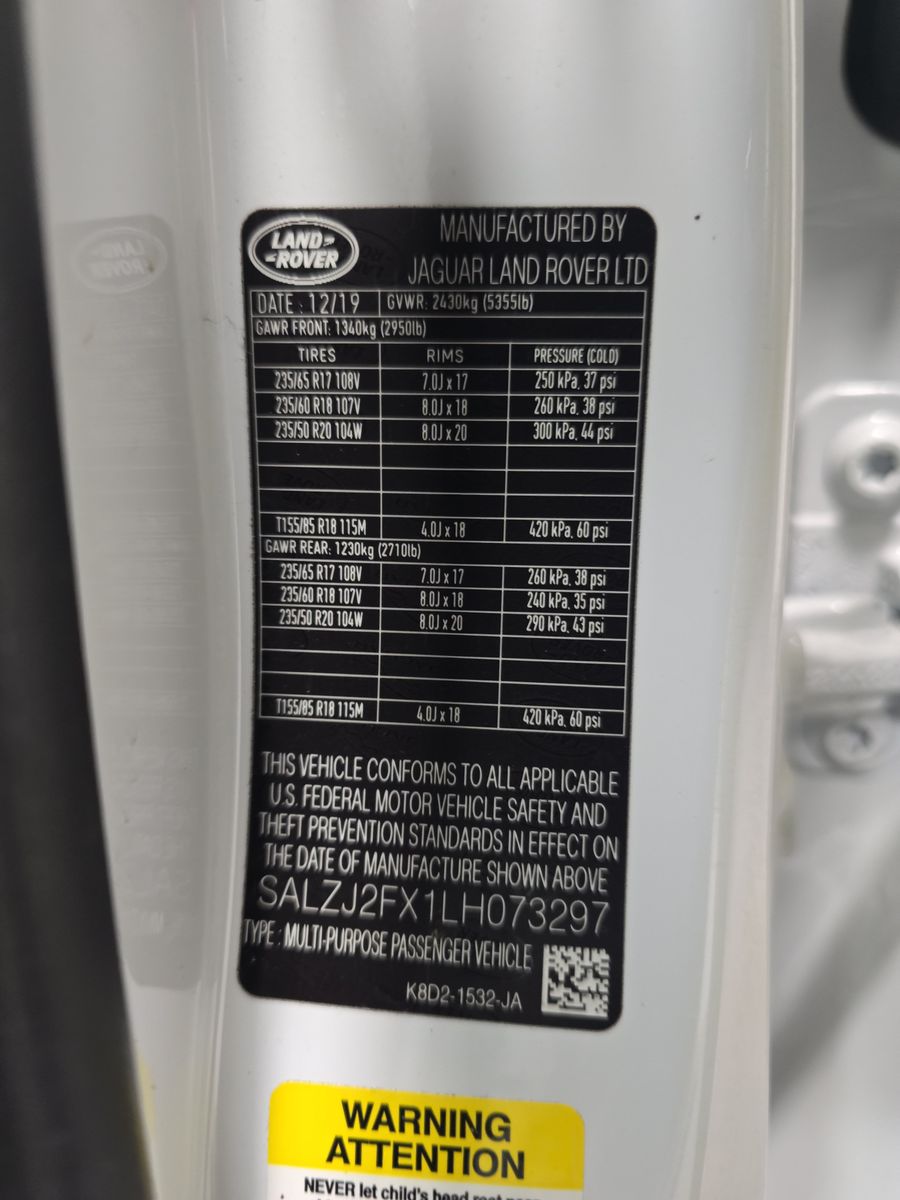 LAND-
-ROVER
MANUFACTURED BY
JAGUAR LAND ROVER LTD
DATE : 12/19 GVWR: 2430kg (5355lb)
GAWR FRONT: 1340kg (2950lb)
TIRES RIMS PRESSURE (COLD)
235/65 R17 108V 7.0J x 17 250 kPa, 37 psi
235/60 R18 107V 8.0J x 18 260 kPa, 38 psi
235/50 R20 104W 8.0J x 20 300 kPa, 44 psi
T155/85 R18 115M 4.0J x 18 420 kPa, 60 psi
GAWR REAR: 1230kg (2710lb)
235/65 R17 108V 7.0J x 17 260 kPa, 38 psi
235/60 R18 107V 8.0J x 18 240 kPa, 35 psi
235/50 R20 104W 8.0J x 20 290 kPa, 43 psi
T155/85 R18 115M 4.0J x 18 420 kPa, 60 psi
THIS VEHICLE CONFORMS TO ALL APPLICABLE
U.S. FEDERAL MOTOR VEHICLE SAFETY AND
THEFT PREVENTION STANDARDS IN EFFECT ON
THE DATE OF MANUFACTURE SHOWN ABOVE
SALZJ2FX1LH073297
TYPE : MULTI-PURPOSE PASSENGER VEHICLE
K8D2-1532-JA
WARNING
ATTENTION
NEVER let child's head rest